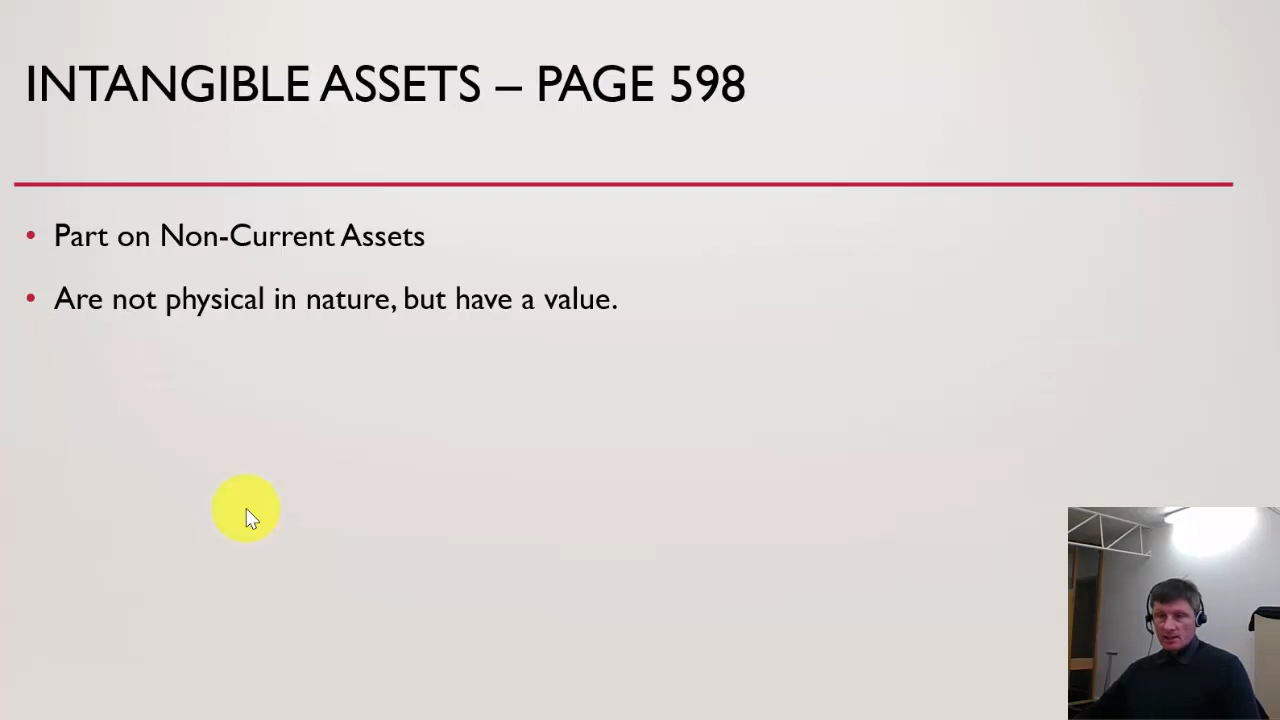 INTANGIBLE ASSETS – PAGE 598
• Part on Non-Current Assets
• Are not physical in nature, but have a value.